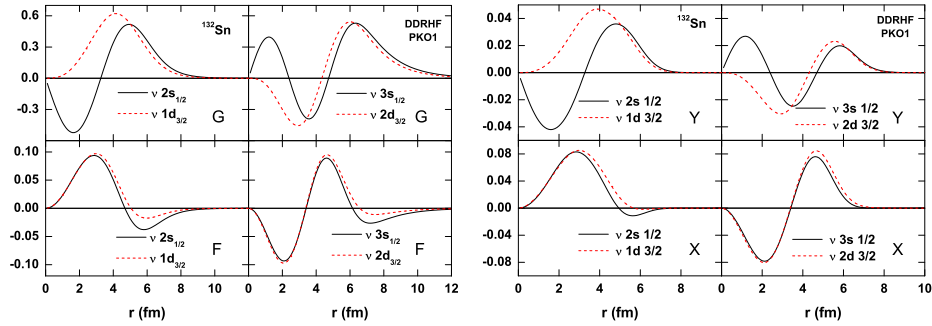 0.6
0.3
0.0
-0.3
¹³²Sn
ν 2s₁/₂
ν 1d₃/₂
G
DDRHF
PKO1
ν 3s₁/₂
ν 2d₃/₂
G
0.10
0.05
0.00
-0.05
-0.10
ν 2s₁/₂
ν 1d₃/₂
F
ν 3s₁/₂
ν 2d₃/₂
F
0 2 4 6 8 10 0 2 4 6 8 10 12
r (fm)
r (fm)
0.04
0.02
0.00
-0.02
-0.04
¹³²Sn
ν 2s 1/2
ν 1d 3/2
Y
DDRHF
PKO1
ν 3s 1/2
ν 2d 3/2
Y
0.08
0.04
0.00
-0.04
-0.08
ν 2s 1/2
ν 1d 3/2
X
ν 3s 1/2
ν 2d 3/2
X
0 2 4 6 8 10 0 2 4 6 8 10
r (fm)
r (fm)